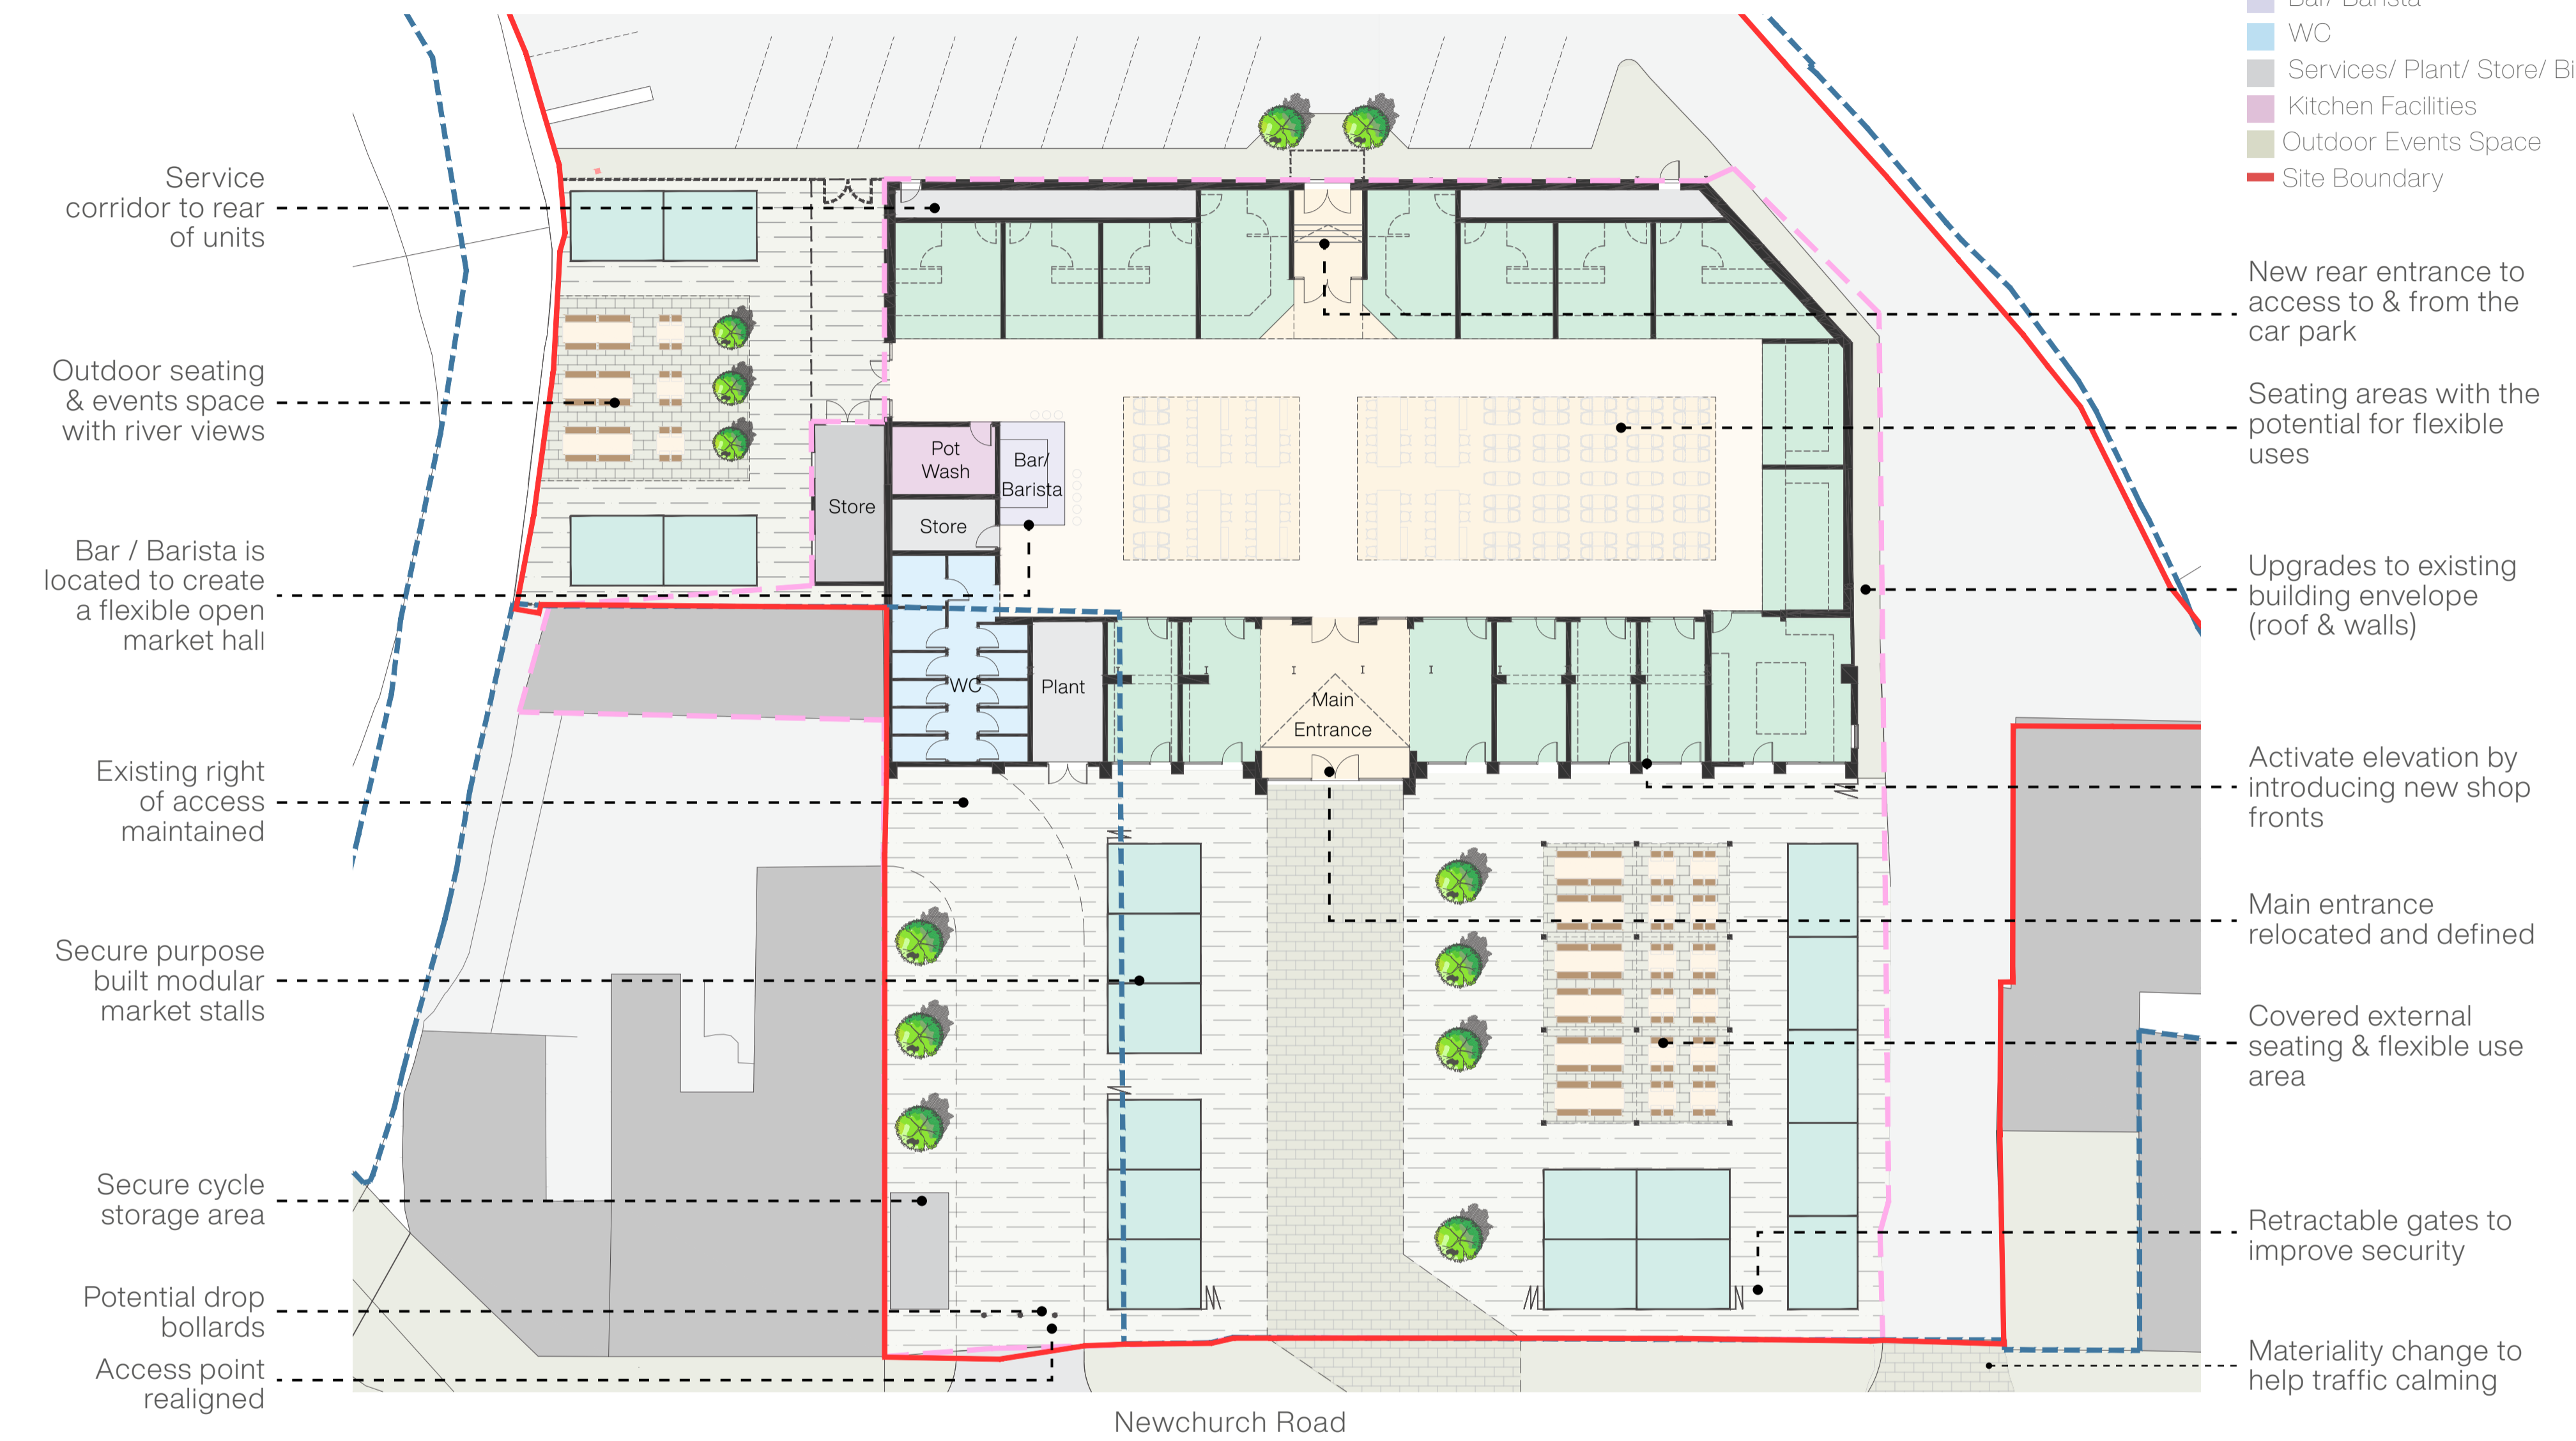 Bar/ Barista
WC
Services/ Plant/ Store/ Bi
Kitchen Facilities
Outdoor Events Space
Site Boundary
Service
corridor to rear
of units
Outdoor seating
& events space
with river views
Bar / Barista is
located to create
a flexible open
market hall
Existing right
of access
maintained
Secure purpose
built modular
market stalls
Secure cycle
storage area
Potential drop
bollards
Access point
realigned
Pot
Wash
Bar/
Barista
Store
Store
WC
Plant
Main
Entrance
New rear entrance to
access to & from the
car park
Seating areas with the
potential for flexible
uses
Upgrades to existing
building envelope
(roof & walls)
Activate elevation by
introducing new shop
fronts
Main entrance
relocated and defined
Covered external
seating & flexible use
area
Retractable gates to
improve security
Materiality change to
help traffic calming
Newchurch Road